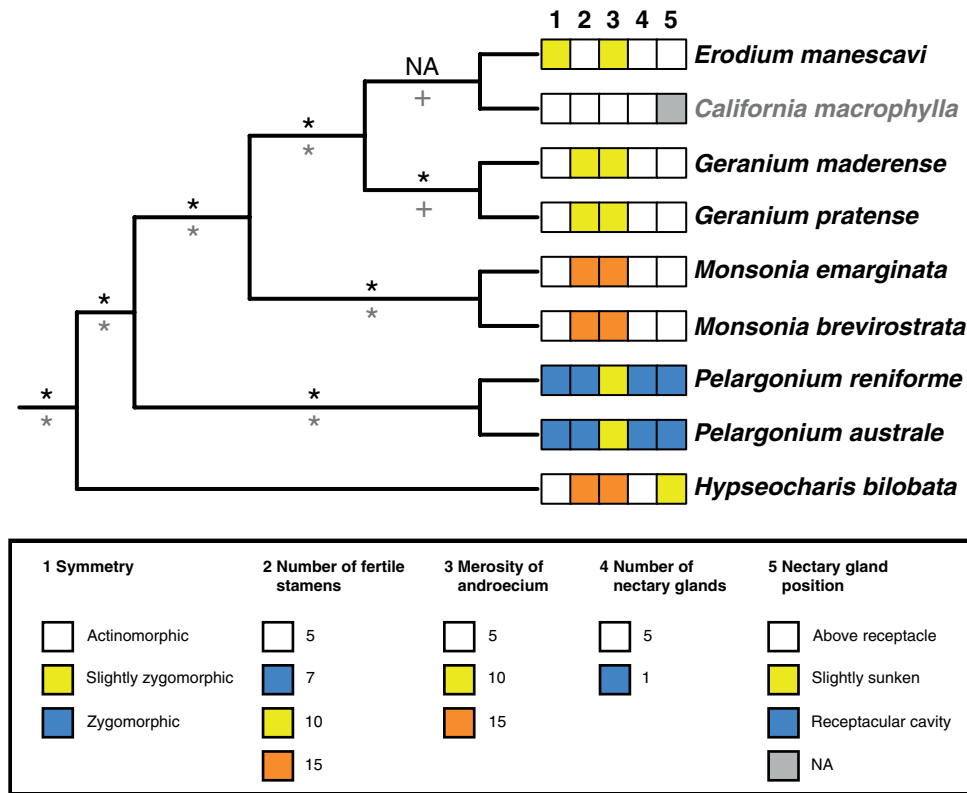 1 2 3 4 5
Erodium manescavi
NA
+
California macrophylla
* *
Geranium maderense
* +
Geranium pratense
* *
Monsonia emarginata
* *
* *
Monsonia brevirostrata
Pelargonium reniforme
* *
* *
Pelargonium australe
Hypseocharis bilobata
1 Symmetry
Actinomorphic
Slightly zygomorphic
Zygomorphic
2 Number of fertile
stamens
5
7
10
15
3 Merosity of
androecium
5
10
15
4 Number of
nectary glands
5
1
5 Nectary gland
position
Above receptacle
Slightly sunken
Receptacular cavity
NA